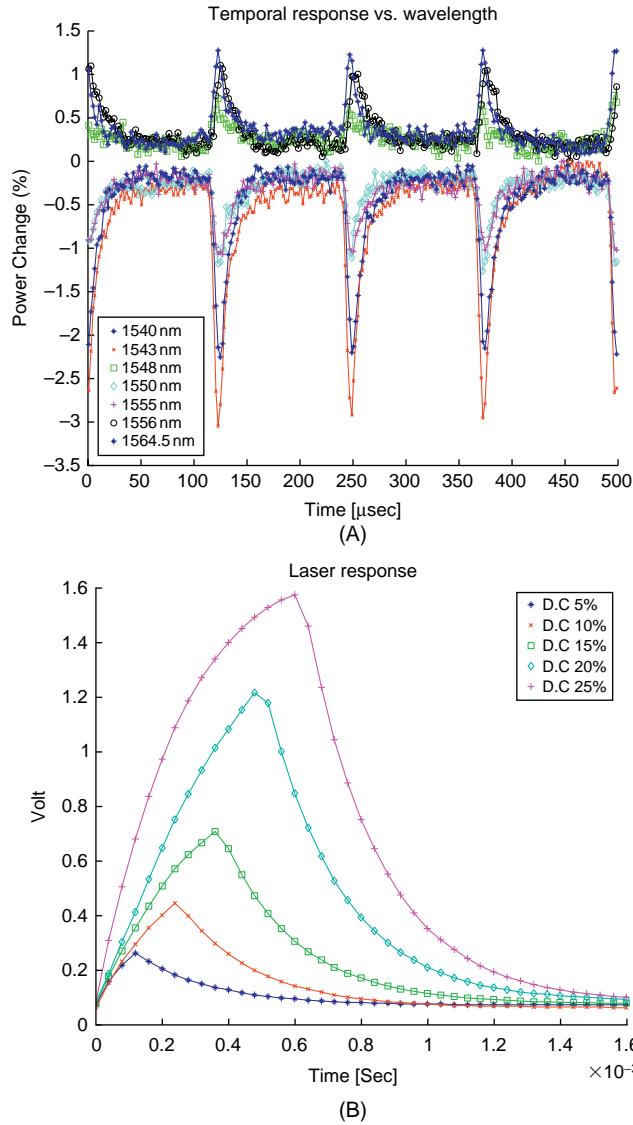 Temporal response vs. wavelength
1.5
1
0.5
0
−0.5
−1
−1.5
−2
−2.5
−3
−3.5
Power Change (%)
1540 nm
1543 nm
1548 nm
1550 nm
1555 nm
1556 nm
1564.5 nm
0 50 100 150 200 250 300 350 400 450 500
Time [μsec]
(A)
Laser response
1.6
1.4
1.2
1
0.8
0.6
0.4
0.2
0
Volt
D.C 5%
D.C 10%
D.C 15%
D.C 20%
D.C 25%
0 0.2 0.4 0.6 0.8 1 1.2 1.4 1.6
Time [Sec]
×10⁻³
(B)